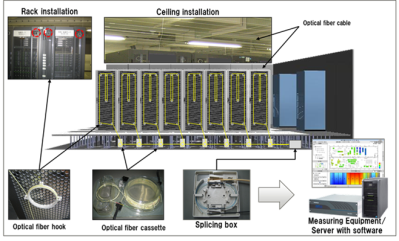 Rack installation
Ceiling installation
Optical fiber cable
Optical fiber hook
Optical fiber cassette
Splicing box
Measuring Equipment/
Server with software